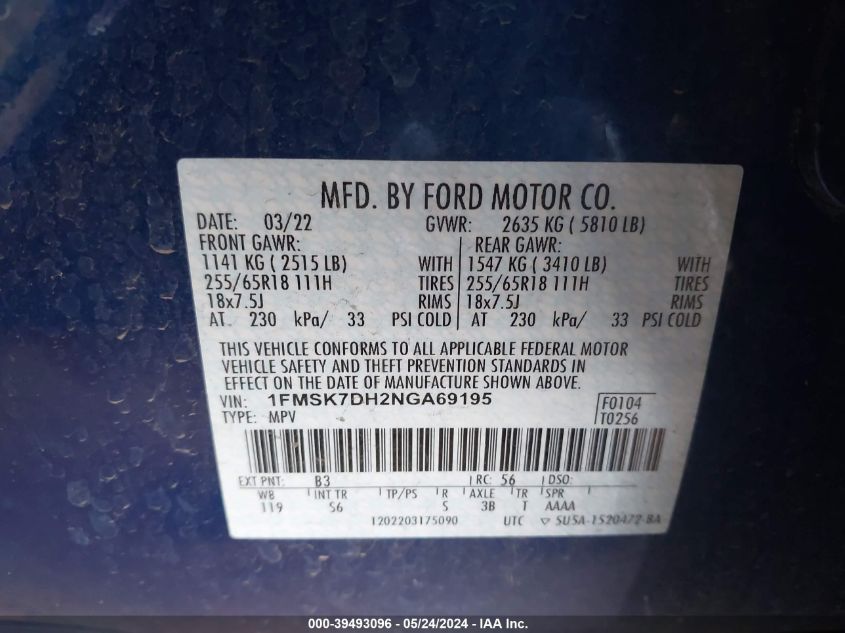 MFD. BY FORD MOTOR CO.
DATE: 03/22 GVWR: 2635 KG ( 5810 LB)
FRONT GAWR: REAR GAWR:
1141 KG ( 2515 LB) WITH 1547 KG ( 3410 LB) WITH
255/65R18 111H TIRES 255/65R18 111H TIRES
18x7.5J RIMS 18x7.5J RIMS
AT 230 kPa/ 33 PSI COLD AT 230 kPa/ 33 PSI COLD
THIS VEHICLE CONFORMS TO ALL APPLICABLE FEDERAL MOTOR
VEHICLE SAFETY AND THEFT PREVENTION STANDARDS IN
EFFECT ON THE DATE OF MANUFACTURE SHOWN ABOVE.
VIN: 1FMSK7DH2NGA69195 F0104
TYPE: MPV T0256
EXT PNT: B3 RC: 56 DSO:
WB INT TR TP/PS R AXLE TR SPR
119 S6 S 3B T AAAA
1202203175090 UTC ▽ SU5A-1520472-BA
000-39493096 / 05/24/2024 - IAA Inc.